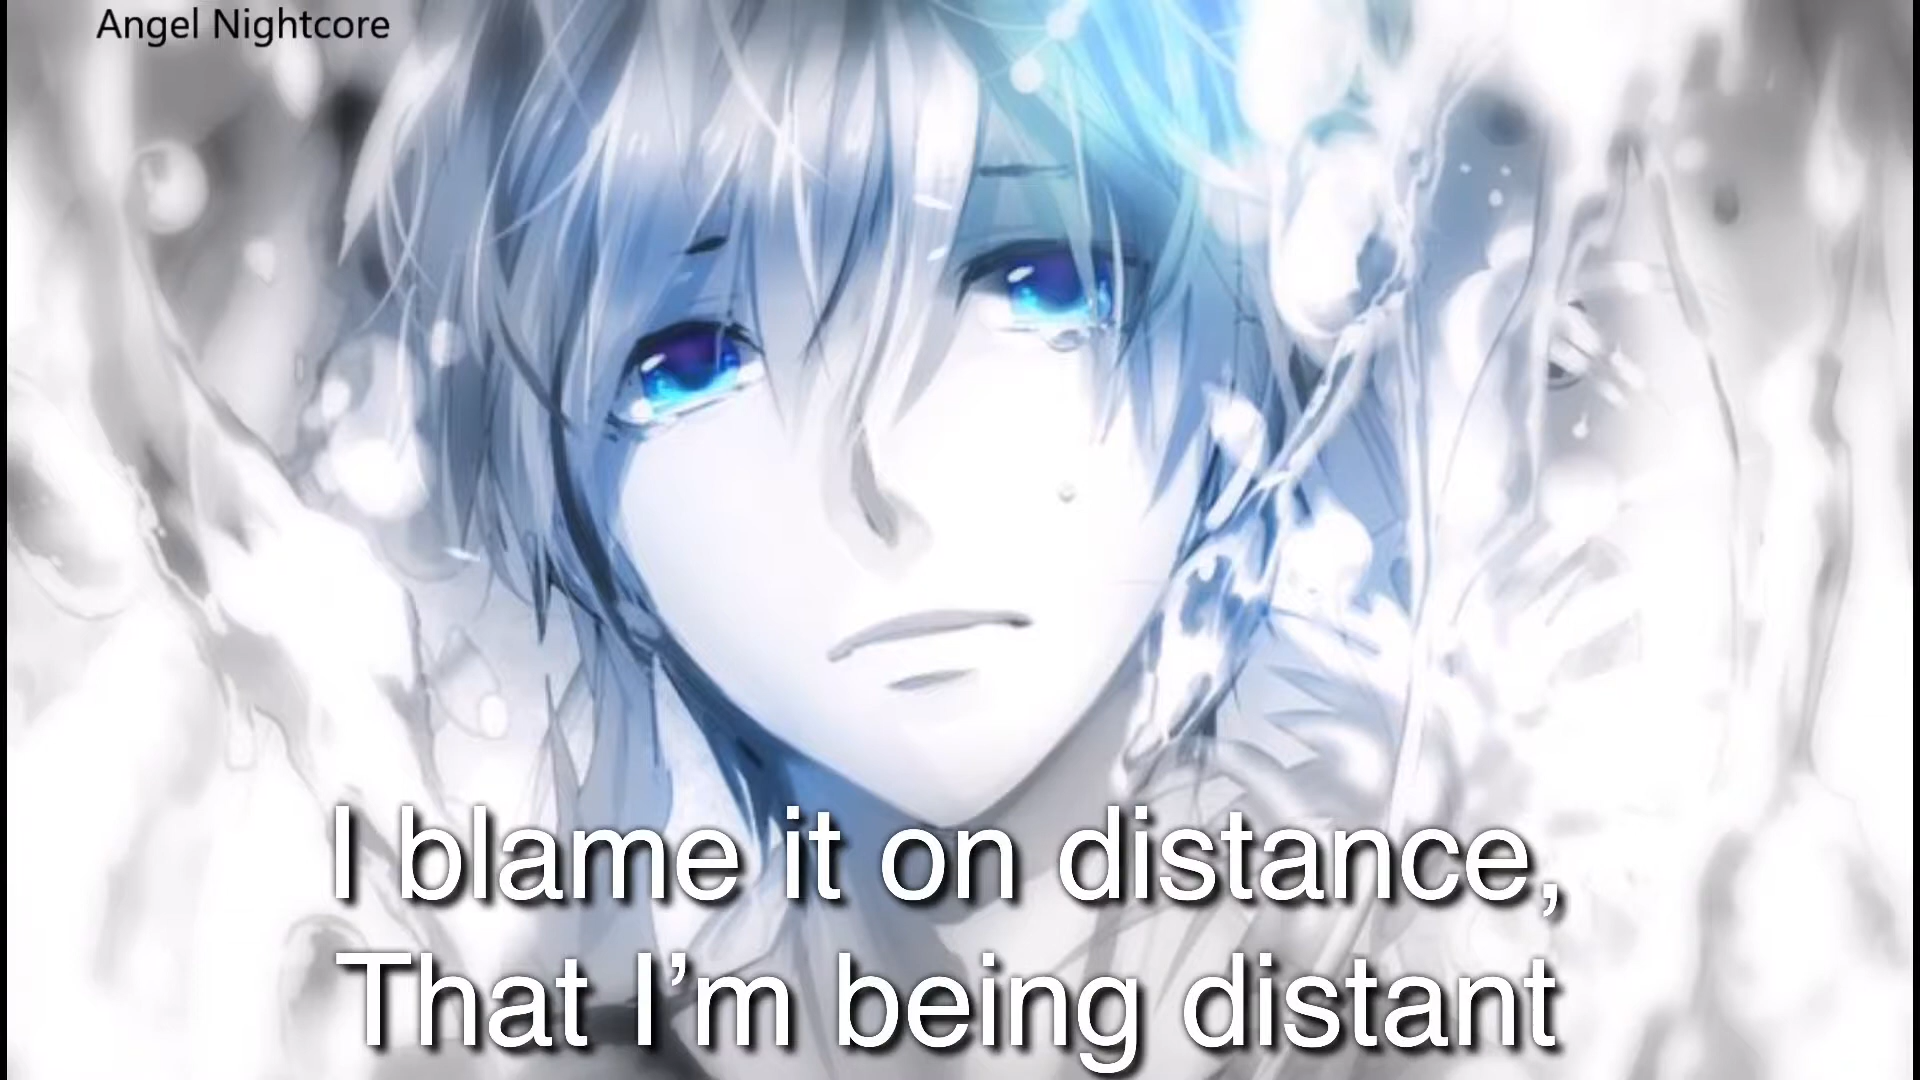 Angel Nightcore
I blame it on distance,
That I’m being distant